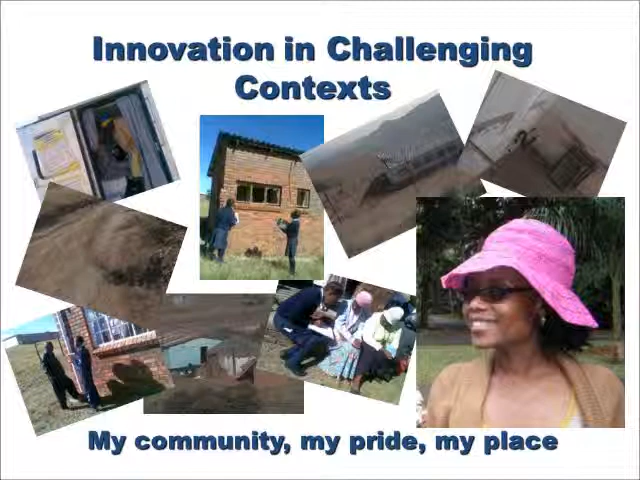 Innovation in Challenging
Contexts
My community, my pride, my place